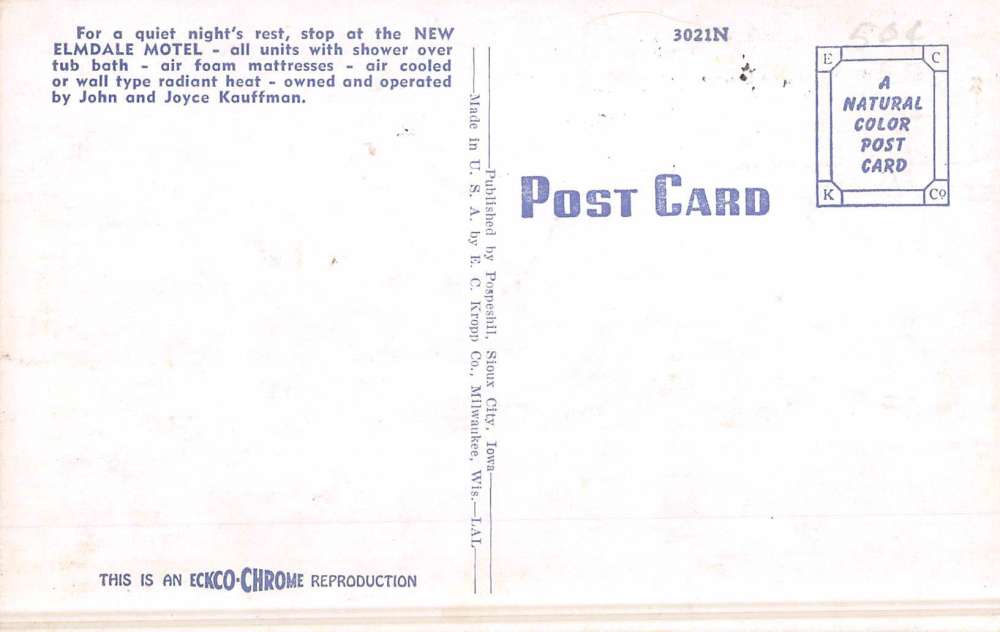 For a quiet night's rest, stop at the NEW
ELMDALE MOTEL - all units with shower over
tub bath - air foam mattresses - air cooled
or wall type radiant heat - owned and operated
by John and Joyce Kauffman.
3021N
50¢
E C
A
NATURAL
COLOR
POST
CARD
K Co
POST CARD
Published by Pospeshil, Sioux City, Iowa
Made in U. S. A. by E. C. Kropp Co., Milwaukee, Wis.—LAL
THIS IS AN ECKCO-CHROME REPRODUCTION